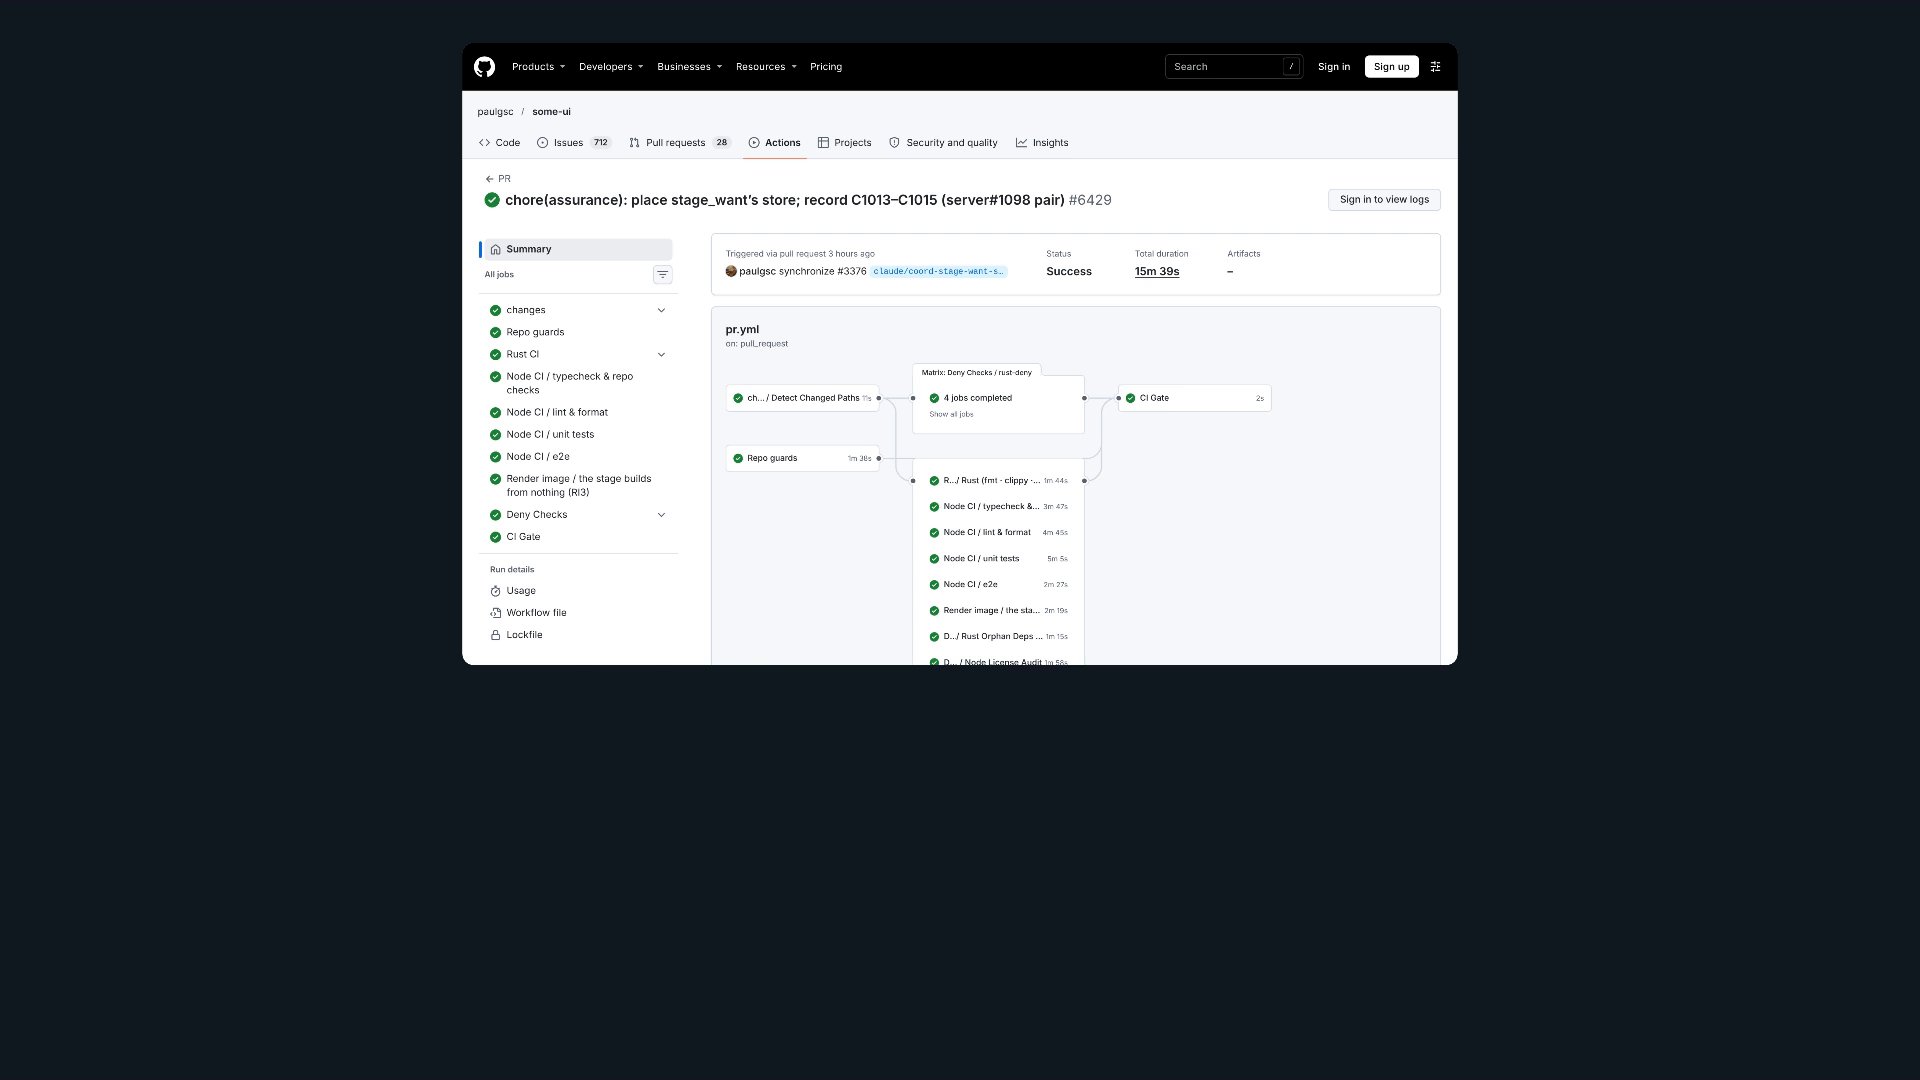 Products Developers Businesses Resources Pricing Search / Sign in Sign up
paulgsc / some-ui
Code Issues 712 Pull requests 28 Actions Projects Security and quality Insights
PR
chore(assurance): place stage_want’s store; record C1013–C1015 (server#1098 pair) #6429
Sign in to view logs
Summary
All jobs
changes
Repo guards
Rust CI
Node CI / typecheck & repo
checks
Node CI / lint & format
Node CI / unit tests
Node CI / e2e
Render image / the stage builds
from nothing (RI3)
Deny Checks
CI Gate
Run details
Usage
Workflow file
Lockfile
Triggered via pull request 3 hours ago
paulgsc synchronize #3376 claude/coord-stage-want-s…
Status
Success
Total duration
15m 39s
Artifacts
–
pr.yml
on: pull_request
ch... / Detect Changed Paths 11s
Repo guards 1m 38s
Matrix: Deny Checks / rust-deny
4 jobs completed
Show all jobs
CI Gate 2s
R.../ Rust (fmt · clippy ·... 1m 44s
Node CI / typecheck &... 3m 47s
Node CI / lint & format 4m 45s
Node CI / unit tests 5m 5s
Node CI / e2e 2m 27s
Render image / the sta... 2m 19s
D.../ Rust Orphan Deps ... 1m 15s
D... / Node License Audit 1m 58s